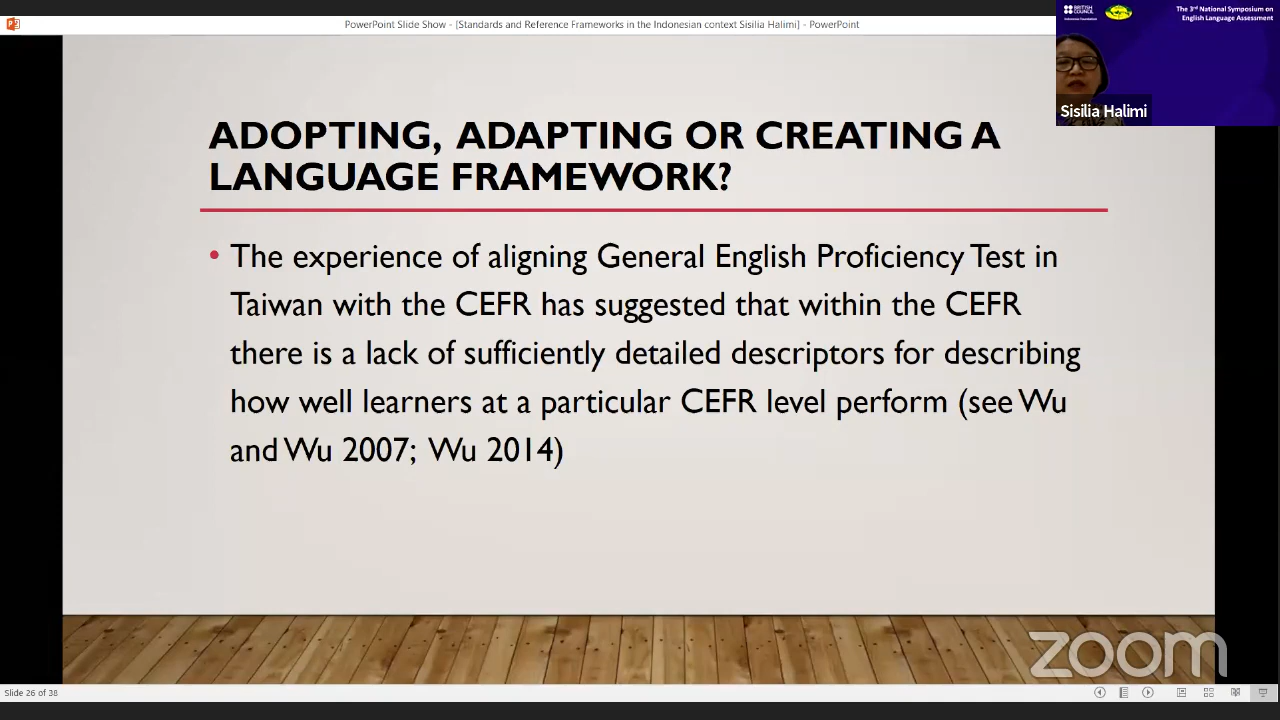 PowerPoint Slide Show - [Standards and Reference Frameworks in the Indonesian context Sisilia Halimi] - PowerPoint
BRITISH
COUNCIL
Indonesia Foundation
The 3rd National Symposium on
English Language Assessment
Sisilia Halimi
ADOPTING, ADAPTING OR CREATING A
LANGUAGE FRAMEWORK?
• The experience of aligning General English Proficiency Test in
Taiwan with the CEFR has suggested that within the CEFR
there is a lack of sufficiently detailed descriptors for describing
how well learners at a particular CEFR level perform (see Wu
and Wu 2007; Wu 2014)
zoom
Slide 26 of 38